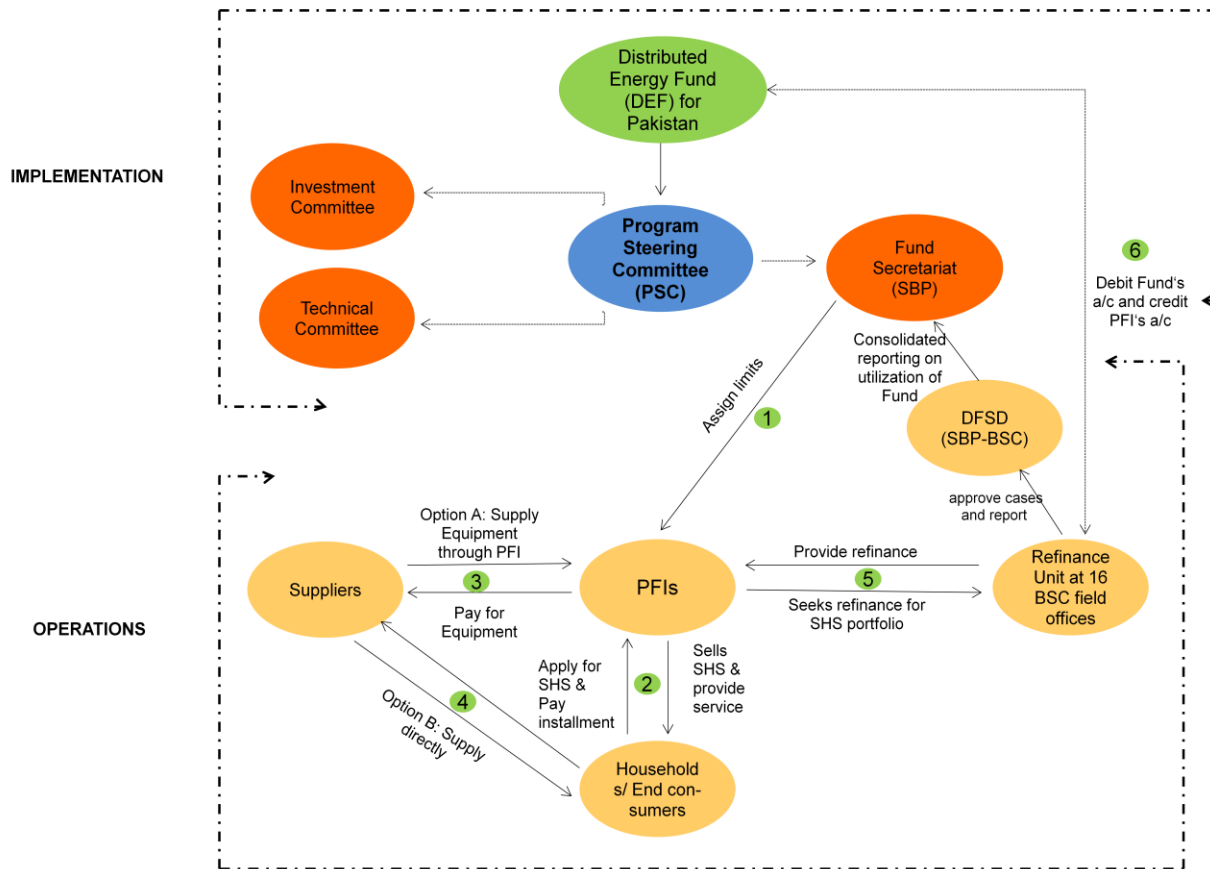 Distributed
Energy Fund
(DEF) for
Pakistan
IMPLEMENTATION
Investment
Committee
Program
Steering
Committee
(PSC)
Fund
Secretariat
(SBP)
6
Debit Fund‘s
a/c and credit
PFI‘s a/c
Technical
Committee
Consolidated
reporting on
utilization of
Fund
Assign limits
1
DFSD
(SBP-BSC)
approve cases
and report
Option A: Supply
Equipment
through PFI
Suppliers
3
Pay for
Equipment
PFIs
Provide refinance
5
Seeks refinance for
SHS portfolio
Refinance
Unit at 16
BSC field
offices
OPERATIONS
4
Option B: Supply
directly
Apply for
SHS &
Pay
installment
2
Sells
SHS &
provide
service
Household
s/ End con-
sumers